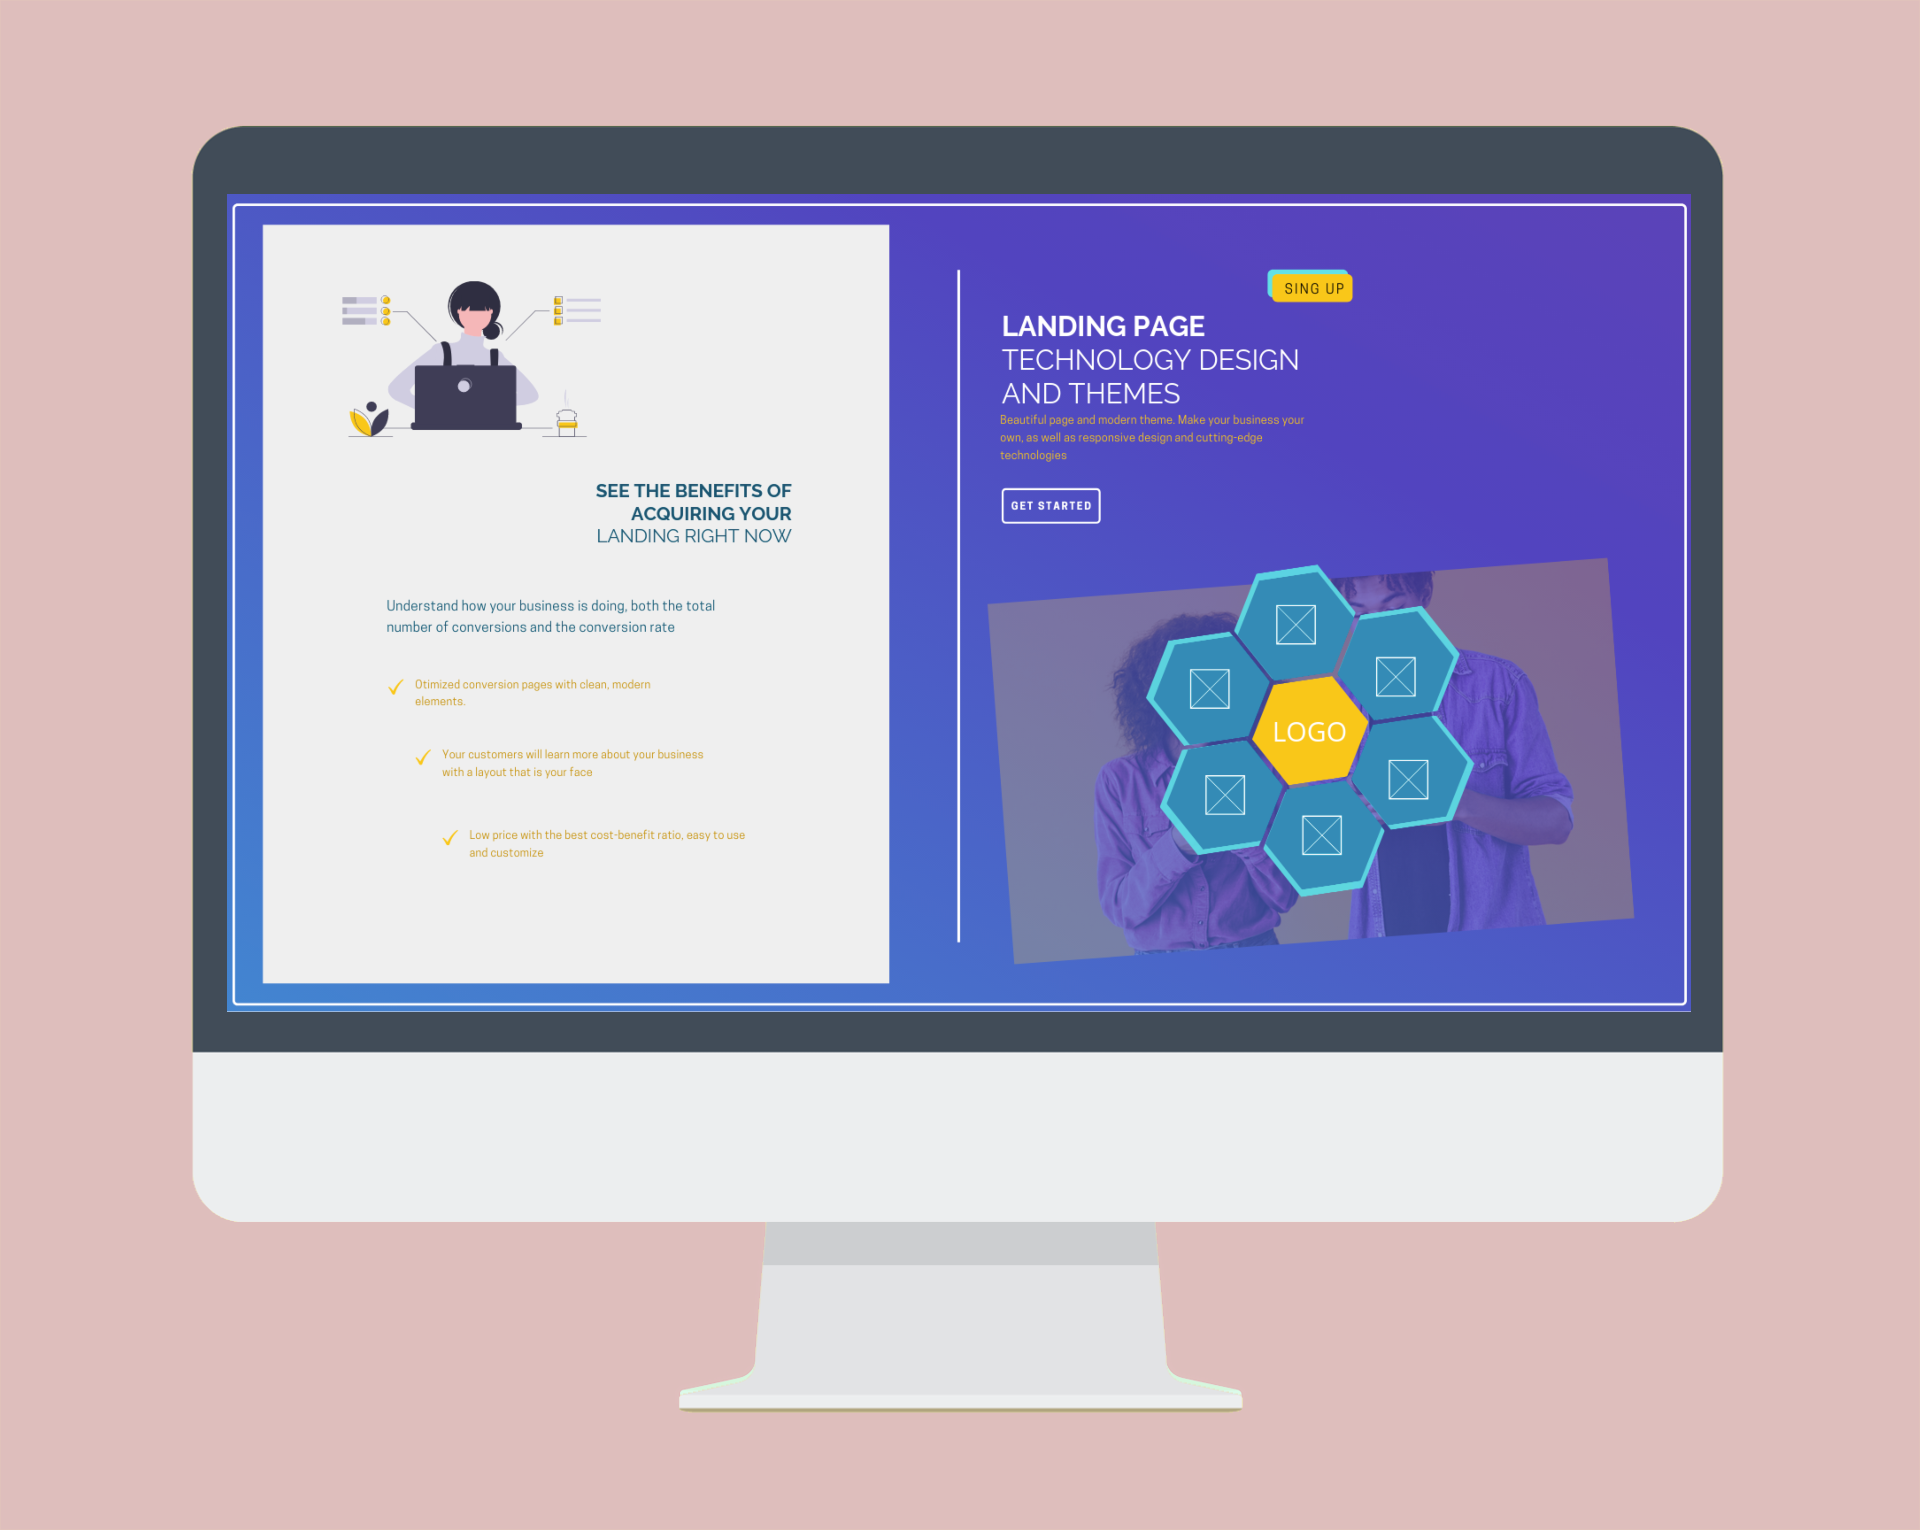 SEE THE BENEFITS OF
ACQUIRING YOUR
LANDING RIGHT NOW
Understand how your business is doing, both the total
number of conversions and the conversion rate
Otimized conversion pages with clean, modern
elements.
Your customers will learn more about your business
with a layout that is your face
Low price with the best cost-benefit ratio, easy to use
and customize
SING UP
LANDING PAGE
TECHNOLOGY DESIGN
AND THEMES
Beautiful page and modern theme. Make your business your
own, as well as responsive design and cutting-edge
technologies
GET STARTED
LOGO